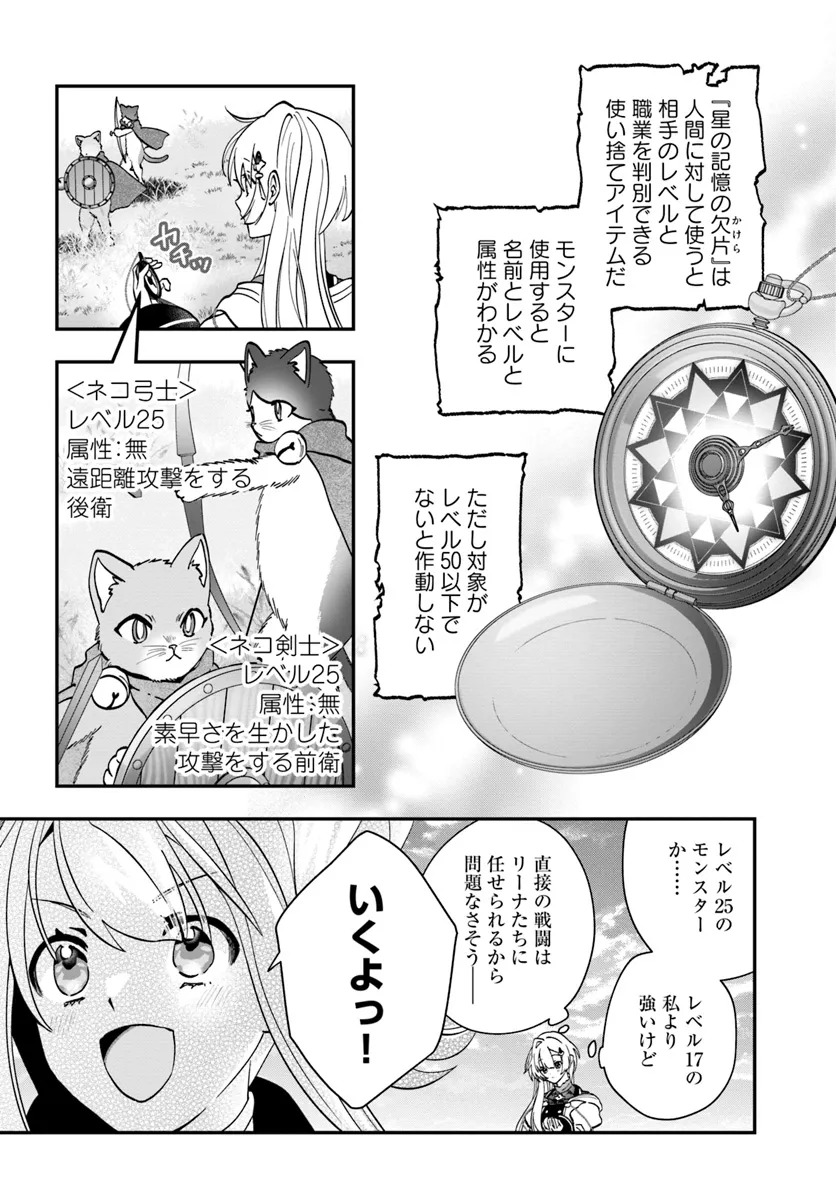 『星の記憶の欠片』は
かけら
人間に対して使うと
相手のレベルと
職業を判別できる
使い捨てアイテムだ
モンスターに
使用すると
名前とレベルと
属性がわかる
ただし対象が
レベル50以下で
ないと作動しない
カチッ
<ネコ弓士>
レベル25
属性:無
遠距離攻撃をする
後衛
<ネコ剣士>
レベル25
属性:無
素早さを生かした
攻撃をする前衛
レベル25の
モンスター
か……
レベル17の
私より
強いけど
直接の戦闘は
リーナたちに
任せられるから
問題なさそう――
いくよっ!